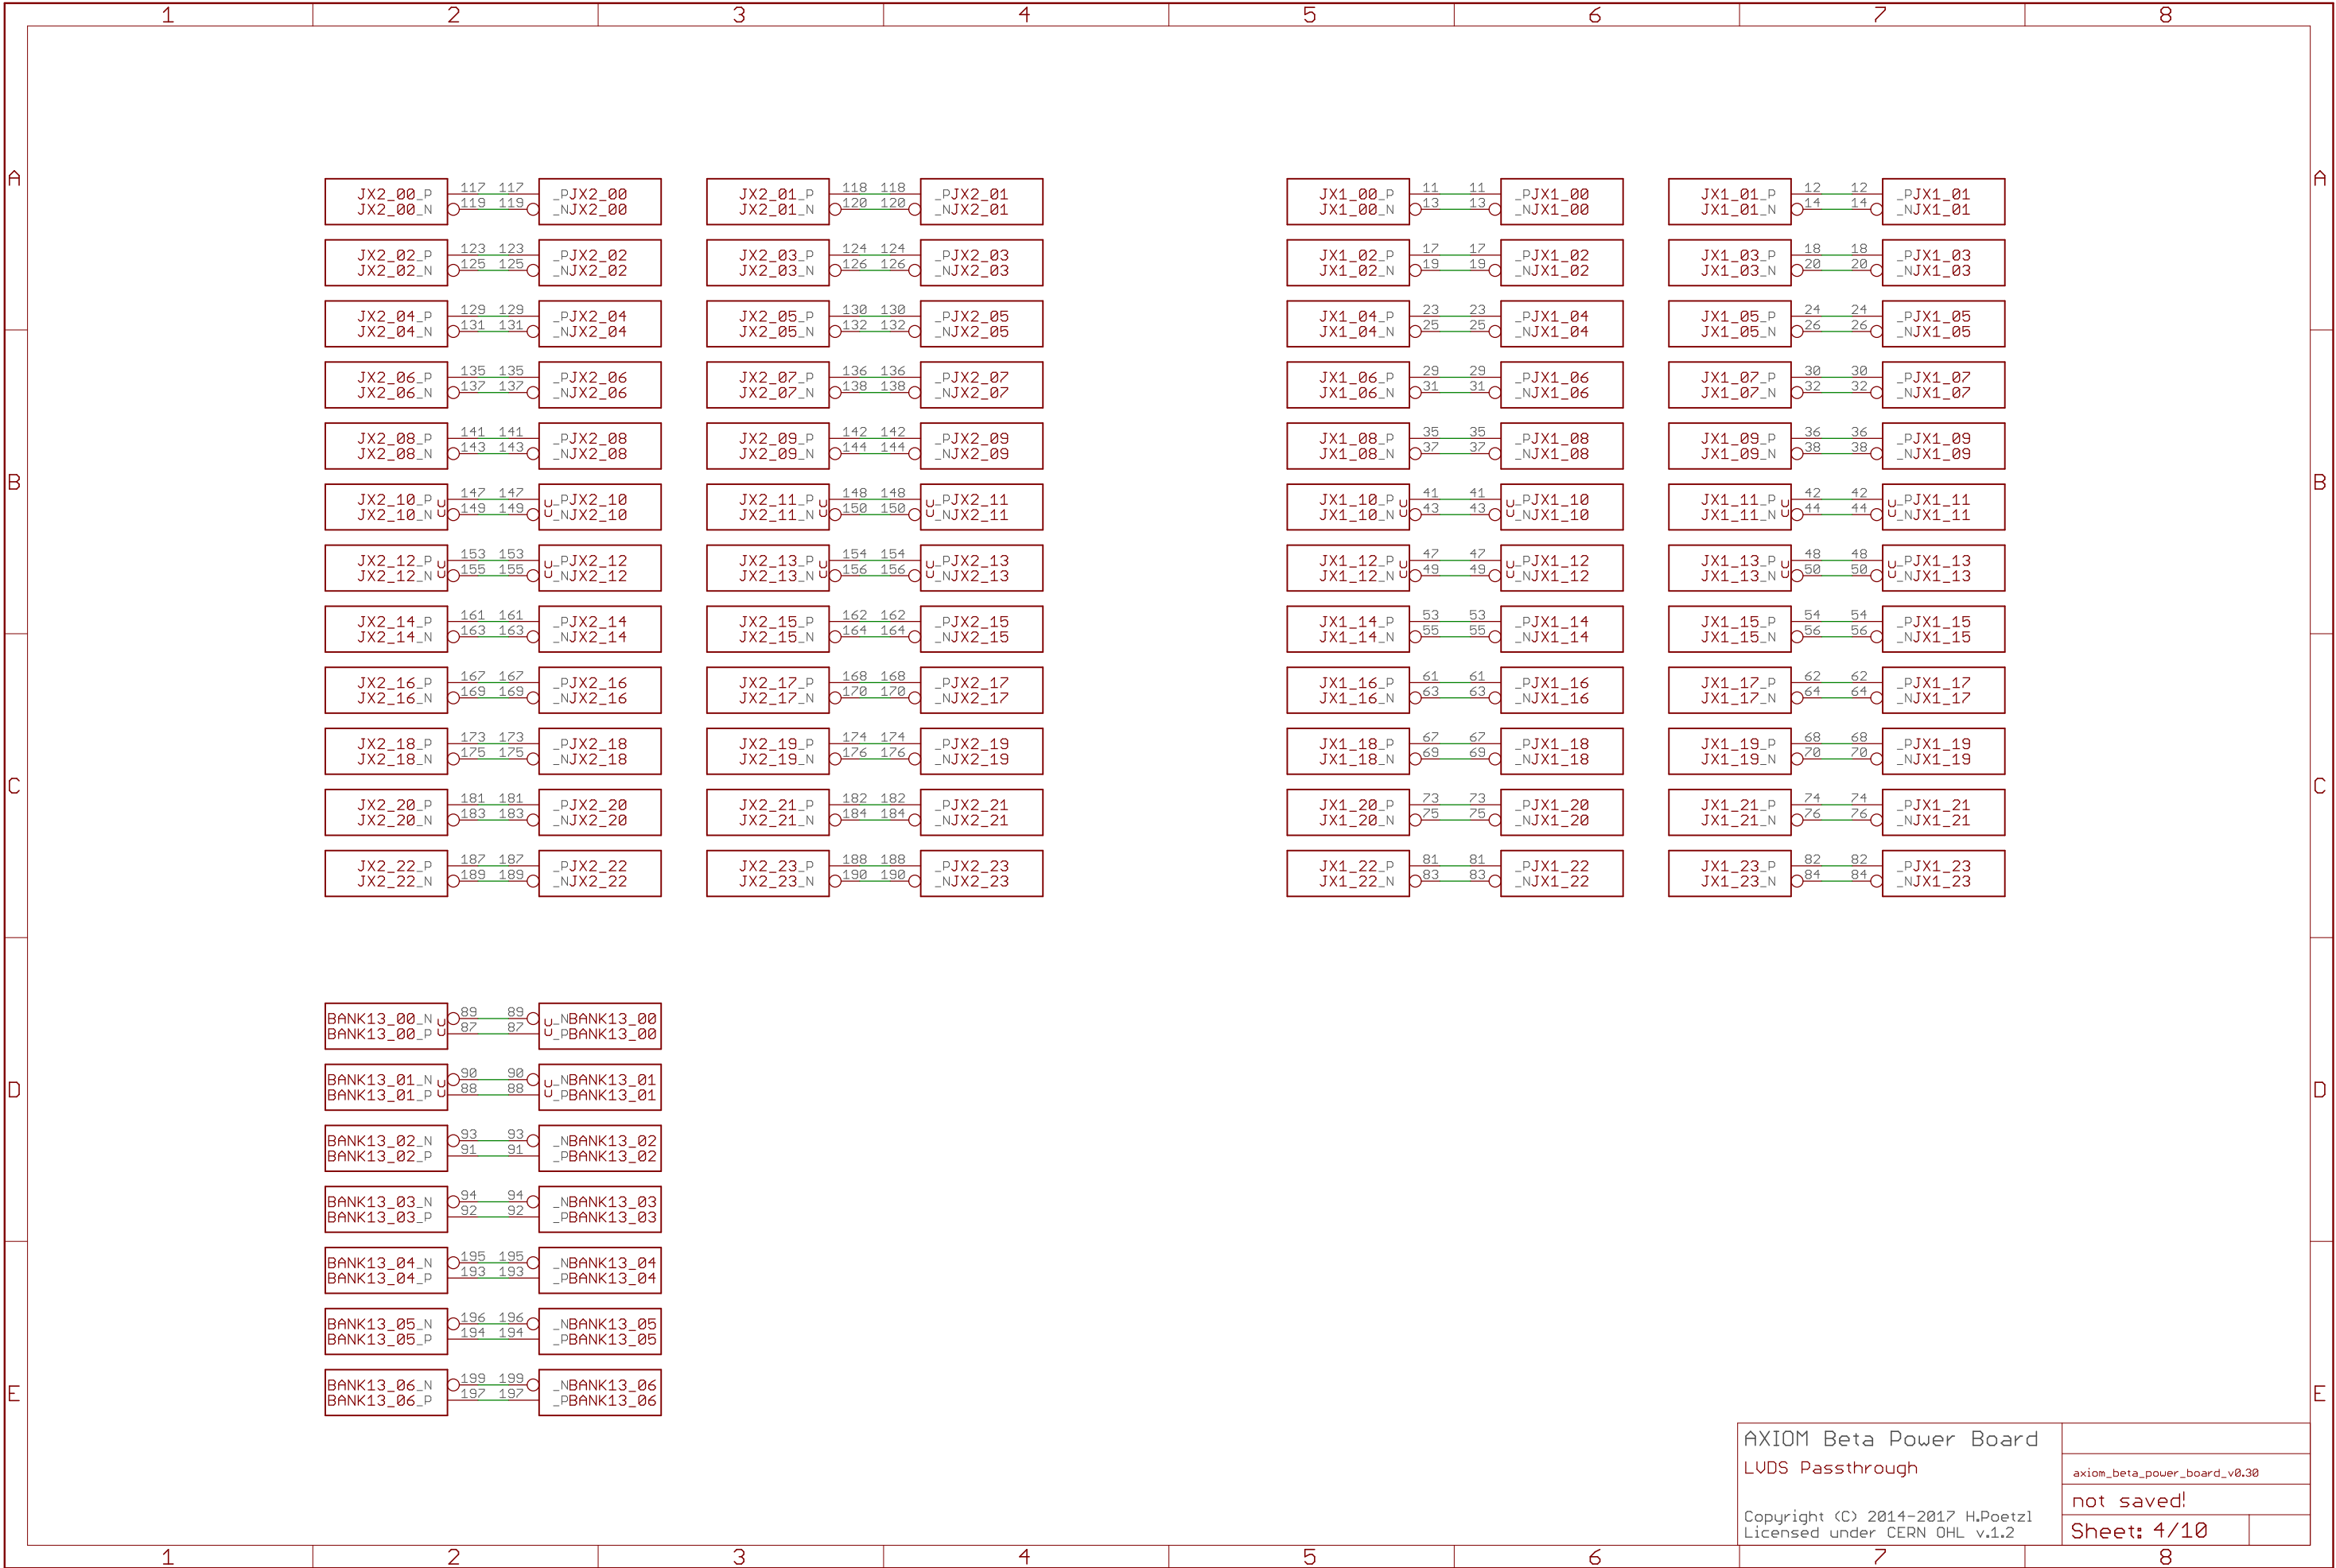 1 2 3 4 5 6 7 8
A A
JX2_00_P 117 117 _PJX2_00 JX2_01_P 118 118 _PJX2_01 JX1_00_P 11 11 _PJX1_00 JX1_01_P 12 12 _PJX1_01
JX2_00_N 119 119 _NJX2_00 JX2_01_N 120 120 _NJX2_01 JX1_00_N 13 13 _NJX1_00 JX1_01_N 14 14 _NJX1_01
JX2_02_P 123 123 _PJX2_02 JX2_03_P 124 124 _PJX2_03 JX1_02_P 17 17 _PJX1_02 JX1_03_P 18 18 _PJX1_03
JX2_02_N 125 125 _NJX2_02 JX2_03_N 126 126 _NJX2_03 JX1_02_N 19 19 _NJX1_02 JX1_03_N 20 20 _NJX1_03
JX2_04_P 129 129 _PJX2_04 JX2_05_P 130 130 _PJX2_05 JX1_04_P 23 23 _PJX1_04 JX1_05_P 24 24 _PJX1_05
JX2_04_N 131 131 _NJX2_04 JX2_05_N 132 132 _NJX2_05 JX1_04_N 25 25 _NJX1_04 JX1_05_N 26 26 _NJX1_05
JX2_06_P 135 135 _PJX2_06 JX2_07_P 136 136 _PJX2_07 JX1_06_P 29 29 _PJX1_06 JX1_07_P 30 30 _PJX1_07
JX2_06_N 137 137 _NJX2_06 JX2_07_N 138 138 _NJX2_07 JX1_06_N 31 31 _NJX1_06 JX1_07_N 32 32 _NJX1_07
JX2_08_P 141 141 _PJX2_08 JX2_09_P 142 142 _PJX2_09 JX1_08_P 35 35 _PJX1_08 JX1_09_P 36 36 _PJX1_09
JX2_08_N 143 143 _NJX2_08 JX2_09_N 144 144 _NJX2_09 JX1_08_N 37 37 _NJX1_08 JX1_09_N 38 38 _NJX1_09
B B
JX2_10_P 147 147 _PJX2_10 JX2_11_P 148 148 _PJX2_11 JX1_10_P 41 41 _PJX1_10 JX1_11_P 42 42 _PJX1_11
JX2_10_N 149 149 _NJX2_10 JX2_11_N 150 150 _NJX2_11 JX1_10_N 43 43 _NJX1_10 JX1_11_N 44 44 _NJX1_11
JX2_12_P 153 153 _PJX2_12 JX2_13_P 154 154 _PJX2_13 JX1_12_P 47 47 _PJX1_12 JX1_13_P 48 48 _PJX1_13
JX2_12_N 155 155 _NJX2_12 JX2_13_N 156 156 _NJX2_13 JX1_12_N 49 49 _NJX1_12 JX1_13_N 50 50 _NJX1_13
JX2_14_P 161 161 _PJX2_14 JX2_15_P 162 162 _PJX2_15 JX1_14_P 53 53 _PJX1_14 JX1_15_P 54 54 _PJX1_15
JX2_14_N 163 163 _NJX2_14 JX2_15_N 164 164 _NJX2_15 JX1_14_N 55 55 _NJX1_14 JX1_15_N 56 56 _NJX1_15
JX2_16_P 167 167 _PJX2_16 JX2_17_P 168 168 _PJX2_17 JX1_16_P 61 61 _PJX1_16 JX1_17_P 62 62 _PJX1_17
JX2_16_N 169 169 _NJX2_16 JX2_17_N 170 170 _NJX2_17 JX1_16_N 63 63 _NJX1_16 JX1_17_N 64 64 _NJX1_17
JX2_18_P 173 173 _PJX2_18 JX2_19_P 174 174 _PJX2_19 JX1_18_P 67 67 _PJX1_18 JX1_19_P 68 68 _PJX1_19
JX2_18_N 175 175 _NJX2_18 JX2_19_N 176 176 _NJX2_19 JX1_18_N 69 69 _NJX1_18 JX1_19_N 70 70 _NJX1_19
C C
JX2_20_P 181 181 _PJX2_20 JX2_21_P 182 182 _PJX2_21 JX1_20_P 73 73 _PJX1_20 JX1_21_P 74 74 _PJX1_21
JX2_20_N 183 183 _NJX2_20 JX2_21_N 184 184 _NJX2_21 JX1_20_N 75 75 _NJX1_20 JX1_21_N 76 76 _NJX1_21
JX2_22_P 187 187 _PJX2_22 JX2_23_P 188 188 _PJX2_23 JX1_22_P 81 81 _PJX1_22 JX1_23_P 82 82 _PJX1_23
JX2_22_N 189 189 _NJX2_22 JX2_23_N 190 190 _NJX2_23 JX1_22_N 83 83 _NJX1_22 JX1_23_N 84 84 _NJX1_23
BANK13_00_N 89 89 _NBANK13_00
BANK13_00_P 87 87 _PBANK13_00
BANK13_01_N 90 90 _NBANK13_01
D D
BANK13_01_P 88 88 _PBANK13_01
BANK13_02_N 93 93 _NBANK13_02
BANK13_02_P 91 91 _PBANK13_02
BANK13_03_N 94 94 _NBANK13_03
BANK13_03_P 92 92 _PBANK13_03
BANK13_04_N 195 195 _NBANK13_04
BANK13_04_P 193 193 _PBANK13_04
BANK13_05_N 196 196 _NBANK13_05
BANK13_05_P 194 194 _PBANK13_05
BANK13_06_N 199 199 _NBANK13_06
E E
BANK13_06_P 197 197 _PBANK13_06
AXIOM Beta Power Board
LVDS Passthrough
Copyright (C) 2014-2017 H.Poetzl
Licensed under CERN OHL v.1.2
axiom_beta_power_board_v0.30
not saved!
Sheet: 4/10
1 2 3 4 5 6 7 8